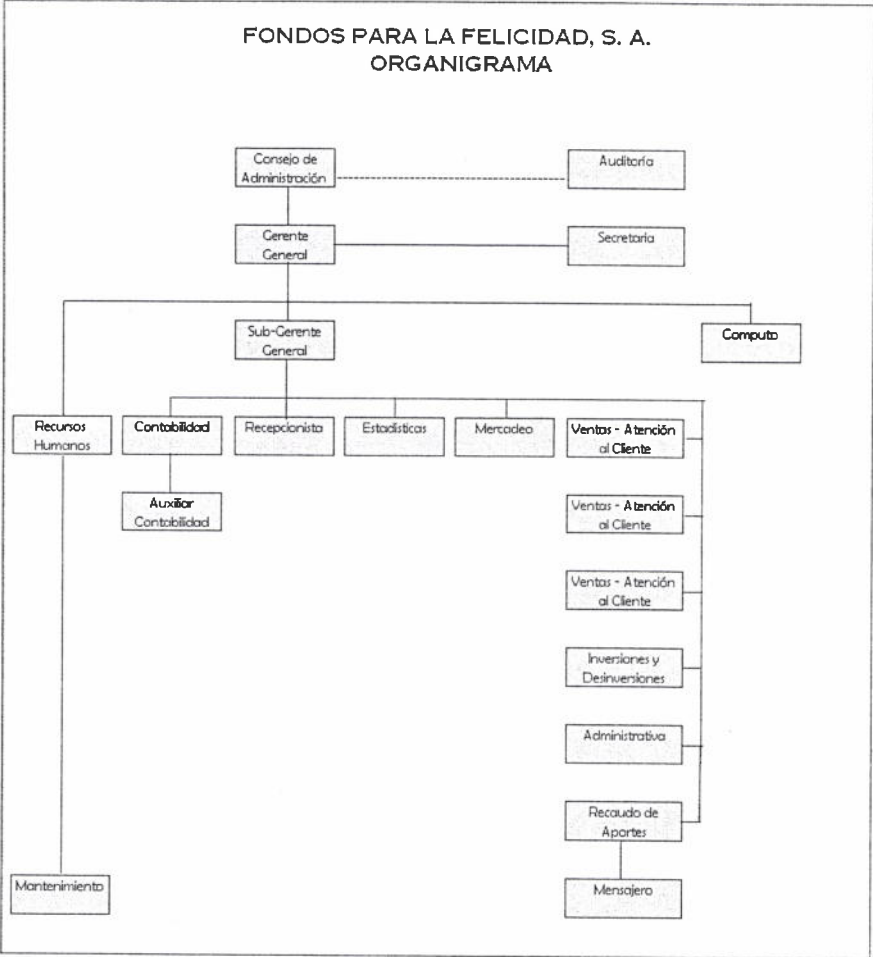 FONDOS PARA LA FELICIDAD, S. A.
ORGANIGRAMA
Consejo de
Administración
Auditoría
Gerente
General
Secretaria
Sub-Gerente
General
Computo
Recursos
Humanos
Contabilidad
Recepcionista
Estadísticas
Mercadeo
Ventas - Atención
al Cliente
Auxiliar
Contabilidad
Ventas - Atención
al Cliente
Ventas - Atención
al Cliente
Inversiones y
Desinversiones
Administrativa
Recaudo de
Aportes
Mantenimiento
Mensajero